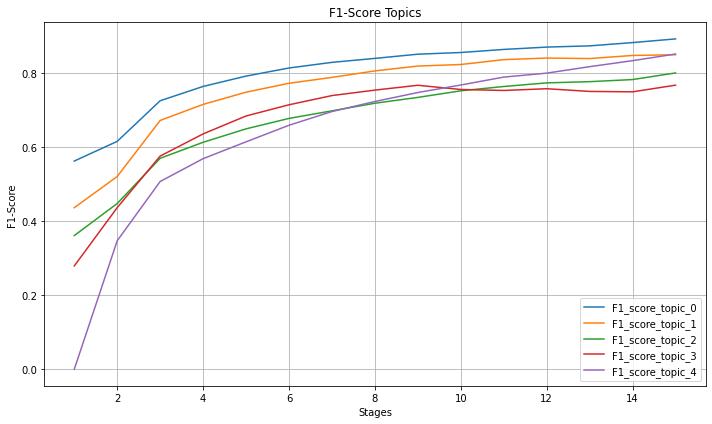 F1-Score Topics
F1-Score
0.8
0.6
0.4
0.2
0.0
2
4
6
8
10
12
14
Stages
F1_score_topic_0
F1_score_topic_1
F1_score_topic_2
F1_score_topic_3
F1_score_topic_4